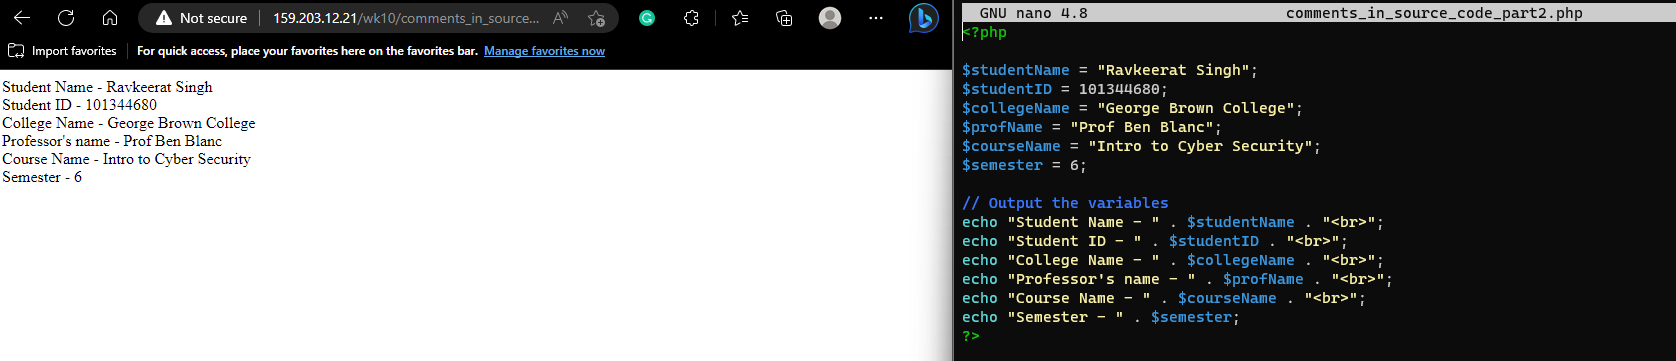 Not secure | 159.203.12.21/wk10/comments_in_source...
Import favorites | For quick access, place your favorites here on the favorites bar. Manage favorites now
Student Name - Ravkeerat Singh
Student ID - 101344680
College Name - George Brown College
Professor's name - Prof Ben Blanc
Course Name - Intro to Cyber Security
Semester - 6
GNU nano 4.8 comments_in_source_code_part2.php
<?php
$studentName = "Ravkeerat Singh";
$studentID = 101344680;
$collegeName = "George Brown College";
$profName = "Prof Ben Blanc";
$courseName = "Intro to Cyber Security";
$semester = 6;
// Output the variables
echo "Student Name - " . $studentName . "<br>";
echo "Student ID - " . $studentID . "<br>";
echo "College Name - " . $collegeName . "<br>";
echo "Professor's name - " . $profName . "<br>";
echo "Course Name - " . $courseName . "<br>";
echo "Semester - " . $semester;
?>